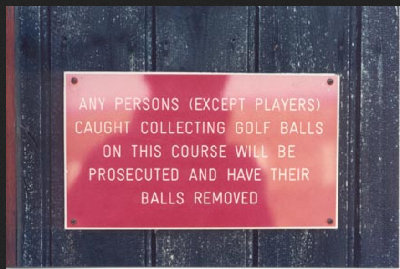 ANY PERSONS (EXCEPT PLAYERS)
CAUGHT COLLECTING GOLF BALLS
ON THIS COURSE WILL BE
PROSECUTED AND HAVE THEIR
BALLS REMOVED